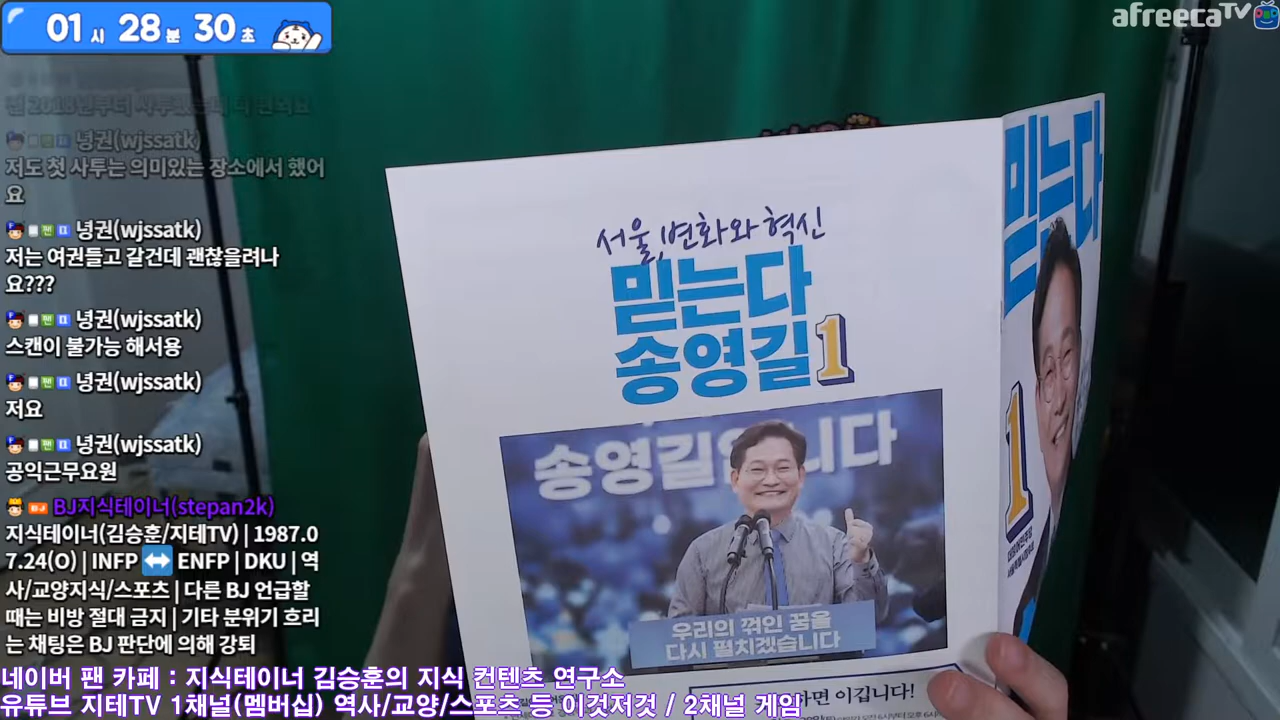 01시 28분 30초
afreecaTV
녕권(wjssatk)
저도 첫 사투는 의미있는 장소에서 했어
요
녕권(wjssatk)
저는 여권들고 갈건데 괜찮을려나
요???
녕권(wjssatk)
스캔이 불가능 해서용
녕권(wjssatk)
저요
녕권(wjssatk)
공익근무요원
BJ지식테이너(stepan2k)
지식테이너(김승훈/지테TV) | 1987.0
7.24(O) | INFP ↔ ENFP | DKU | 역
사/교양지식/스포츠 | 다른 BJ 언급할
때는 비방 절대 금지 | 기타 분위기 흐리
는 채팅은 BJ 판단에 의해 강퇴
네이버 팬 카페 : 지식테이너 김승훈의 지식 컨텐츠 연구소
유튜브 지테TV 1채널(멤버십) 역사/교양/스포츠 등 이것저것 / 2채널 게임
서울, 변화와 혁신
믿는다
송영길1
송영길입니다
우리의 꺾인 꿈을
다시 펼치겠습니다
하면 이깁니다!
믿는다
1